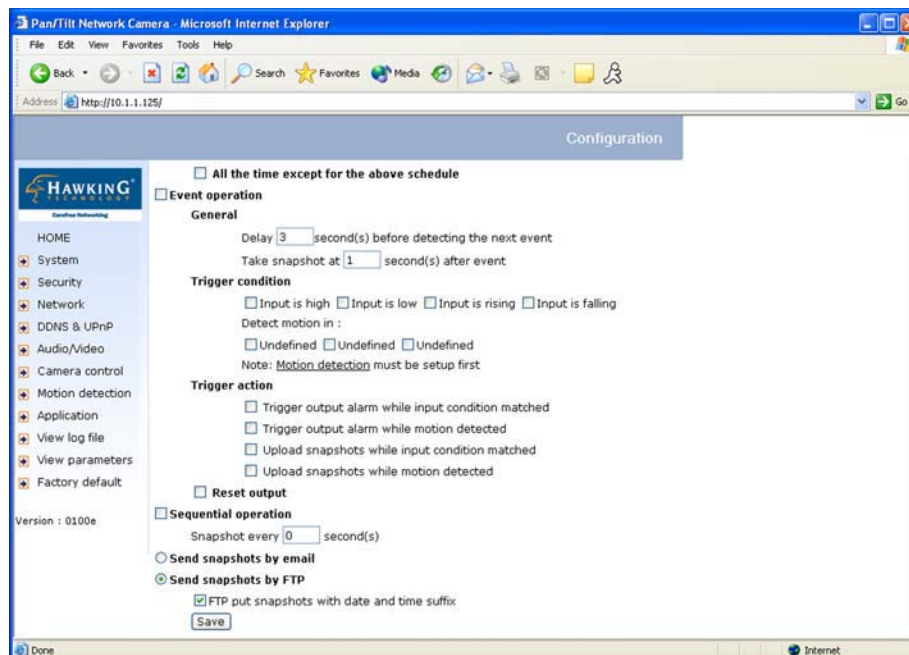 Pan/Tilt Network Camera - Microsoft Internet Explorer
File Edit View Favorites Tools Help
Back Search Favorites Media
Address http://10.1.1.125/ Go
Configuration
HAWKING
TECHNOLOGY
Carefree Networking
HOME
System
Security
Network
DDNS & UPnP
Audio/Video
Camera control
Motion detection
Application
View log file
View parameters
Factory default
Version : 0100e
All the time except for the above schedule
Event operation
General
Delay 3 second(s) before detecting the next event
Take snapshot at 1 second(s) after event
Trigger condition
Input is high Input is low Input is rising Input is falling
Detect motion in :
Undefined Undefined Undefined
Note: Motion detection must be setup first
Trigger action
Trigger output alarm while input condition matched
Trigger output alarm while motion detected
Upload snapshots while input condition matched
Upload snapshots while motion detected
Reset output
Sequential operation
Snapshot every 0 second(s)
Send snapshots by email
Send snapshots by FTP
FTP put snapshots with date and time suffix
Save
Done Internet